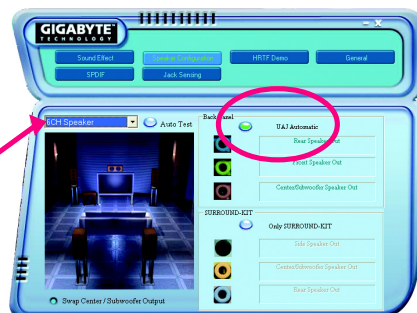 GIGABYTE
TECHNOLOGY
Sound Effect
Speaker Configuration
HRTF Demo
General
SPDIF
Jack Sensing
6CH Speaker
Auto Test
Back Panel
UAJ Automatic
Rear Speaker Out
Front Speaker Out
Center/Subwoofer Speaker Out
SURROUND-KIT
Only SURROUND-KIT
Side Speaker Out
Center/Subwoofer Speaker Out
Rear Speaker Out
Swap Center / Subwoofer Output